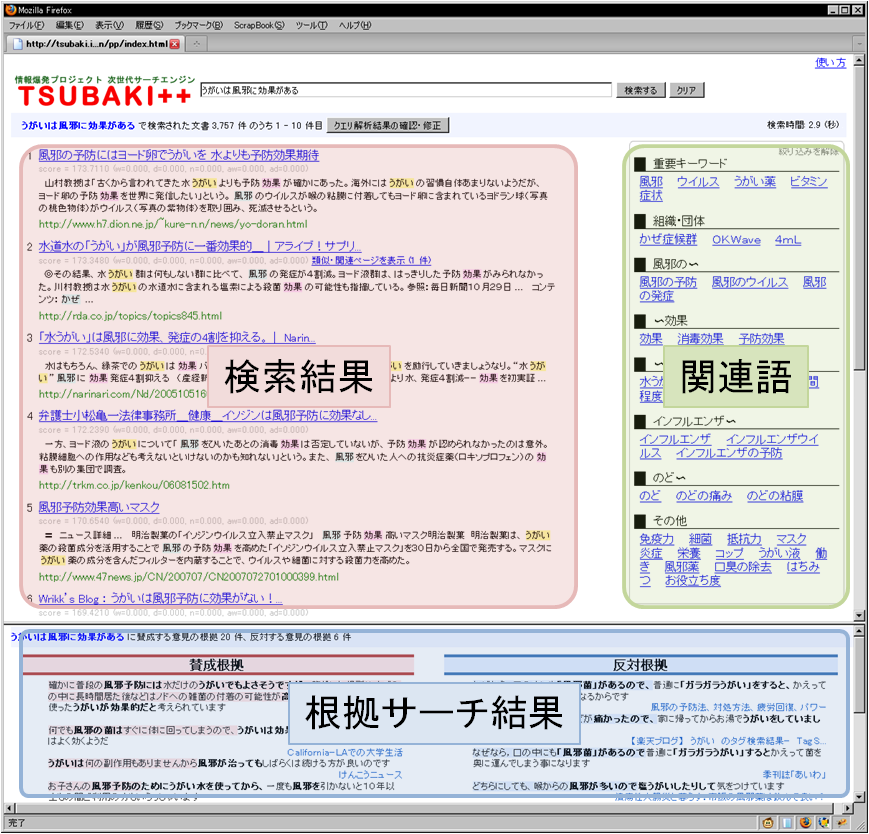 Mozilla Firefox
ファイル(F) 編集(E) 表示(V) 履歴(S) ブックマーク(B) ScrapBook(S) ツール(T) ヘルプ(H)
http://tsubaki.i...n/pp/index.html
使い方
情報爆発プロジェクト 次世代サーチエンジン
TSUBAKI++
うがいは風邪に効果がある 検索する クリア
うがいは風邪に効果がある で検索された文書 3,757 件 のうち 1 - 10 件目 クエリ解析結果の確認・修正 検索時間: 2.9 (秒)
1 風邪の予防にはヨード卵でうがいを 水よりも予防効果期待
score = 173.7110 (w=0.000, d=0.000, n=0.000, aw=0.000, ad=0.000)
山村教授は「古くから言われてきた水うがいよりも予防 効果 が確かにあった。海外には うがい の習慣自体あまりないようだが、
ヨード卵の予防 効果 を世界に発信したい」という。 風邪 のウイルスが喉の粘膜に付着してもヨード卵に含まれているヨドラン球(写真
の桃色物体)がウイルス(写真の紫物体)を取り囲み、死滅させるという。
http://www.h7.dion.ne.jp/~kure-n.n/news/yo-doran.html
2 水道水の「うがい」が風邪予防に一番効果的__ | アライブ！サプリ...
score = 173.3490 (w=0.000, d=0.000, n=0.000, aw=0.000, ad=0.000) 類似・関連ページを表示 (1 件)
◎その結果、水 うがい 群は何もしない群に比べて、風邪 の発症が4割減。ヨード液群は、はっきりした予防 効果 がみられなかっ
た。川村教授は水 うがい の水道水に含まれる塩素による殺菌 効果 の可能性も指摘している。参照：毎日新聞10月29日 ... コンテ
ンツ： かぜ ...
http://rda.co.jp/topics/topics845.html
3 「水うがい」は風邪に効果、発症の4割を抑える。 | Narin...
score = 172.5340 (w=0.000, d=0.000, n=
水はもちろん、緑茶での うがい は 効果 い を励行していきましょうなり。“水うが
い” 風邪 に 効果 発症4割抑える （産経新 より水、発症4割減-- 効果 を初実証 ...
http://narinari.com/Nd/200510516
4 弁護士小松亀一法律事務所__健康__イソジンは風邪予防に効果なし...
score = 172.2390 (w=0.000, d=0.000, n=0.000, aw=0.000, ad=0.000)
一方、ヨード液の うがい について「 風邪 をひいたあとの消毒 効果 は否定していないが、予防 効果 が認められなかったのは意外。
粘膜細胞への作用なども考えないといけないのかも知れない」という。また、風邪 をひいた人への抗炎症薬（ロキソプロフェン）の 効
果 も別の集団で調査。
http://trkm.co.jp/kenkou/06081502.htm
5 風邪予防効果高いマスク
score = 170.6540 (w=0.000, d=0.000, n=0.000, aw=0.000, ad=0.000)
= ニュース詳細... 明治製菓の「イソジンウイルス立入禁止マスク」 風邪 予防 効果 高いマスク明治製菓 明治製菓は、うがい
薬の殺菌成分を活用することで 風邪 の予防 効果 を高めた「イソジンウイルス立入禁止マスク」を30日から全国で発売する。マスクに
うがい 薬の成分を含んだフィルターを内蔵することで、ウイルスや細菌に対する殺菌力を高めた。
http://www.47news.jp/CN/200707/CN2007072701000399.html
6 Wrikk's Blog : うがいは風邪に効果がない！...
score = 169.4210 (w=0.000, d=0.000, n=0.000, aw=0.000, ad=0.000)
検索結果
絞り込みを解除
重要キーワード
風邪 ウイルス うがい薬 ビタミン
症状
組織・団体
かぜ症候群 OKWave 4mL
風邪の〜
風邪の予防 風邪のウイルス 風邪
の発症
〜効果
効果 消毒効果 予防効果
関連語
水う 間
程度
インフルエンザ〜
インフルエンザ インフルエンザウイ
ルス インフルエンザの予防
のど〜
のど のどの痛み のどの粘膜
その他
免疫力 細菌 抵抗力 マスク
炎症 栄養 コップ うがい液 働
き 風邪薬 口臭の除去 はちみ
つ お役立ち度
うがいは風邪に効果がある に賛成する意見の根拠 20 件、反対する意見の根拠 6 件
賛成根拠
確かに普段の風邪予防には水だけのうがいでもよさそうです
の中に長時間居た後などはノドへの雑菌の付着の可能性が高
使ったうがいが効果的だと考えられています
何でも風邪の菌はすぐに体に回ってしまうので、うがいは効
はよく効くようだ
California-LAでの大学生活
うがいは何の副作用もありませんから風邪が治ってもしばらくは続ける方が良いのです
けんこうニュース
お子さんの風邪予防のためにうがい水を使ってから、一度も風邪を引かないと10年以
反対根拠
風邪菌」があるので、普通に「ガラガラうがい」をすると、かえって
なるからです
風邪の予防法、対処方法、疲労回復、パワー
が痛かったので、家に帰ってからお湯でうがいをしていまし
【楽天ブログ】うがい のタグ検索結果- TagS...
なぜなら、口の中にも「風邪菌」があるので普通に「ガラガラうがい」するとかえって菌を
奥に運んでしまう事になります
季刊誌「あいわ」
どちらにしても、喉からの風邪が多いので塩うがいしたりして気をつけています
根拠サーチ結果
完了